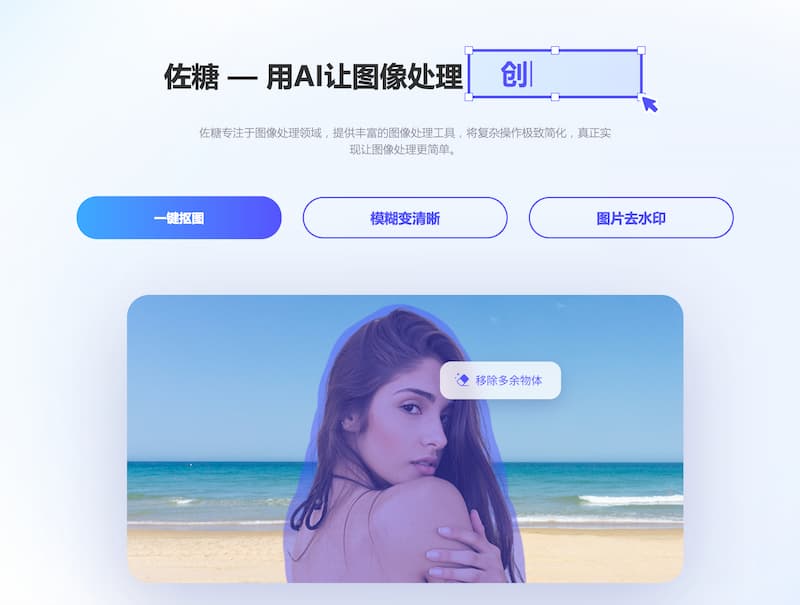 佐糖 — 用AI让图像处理 创
佐糖专注于图像处理领域，提供丰富的图像处理工具，将复杂操作极致简化，真正实
现让图像处理更简单。
一键抠图
模糊变清晰
图片去水印
移除多余物体